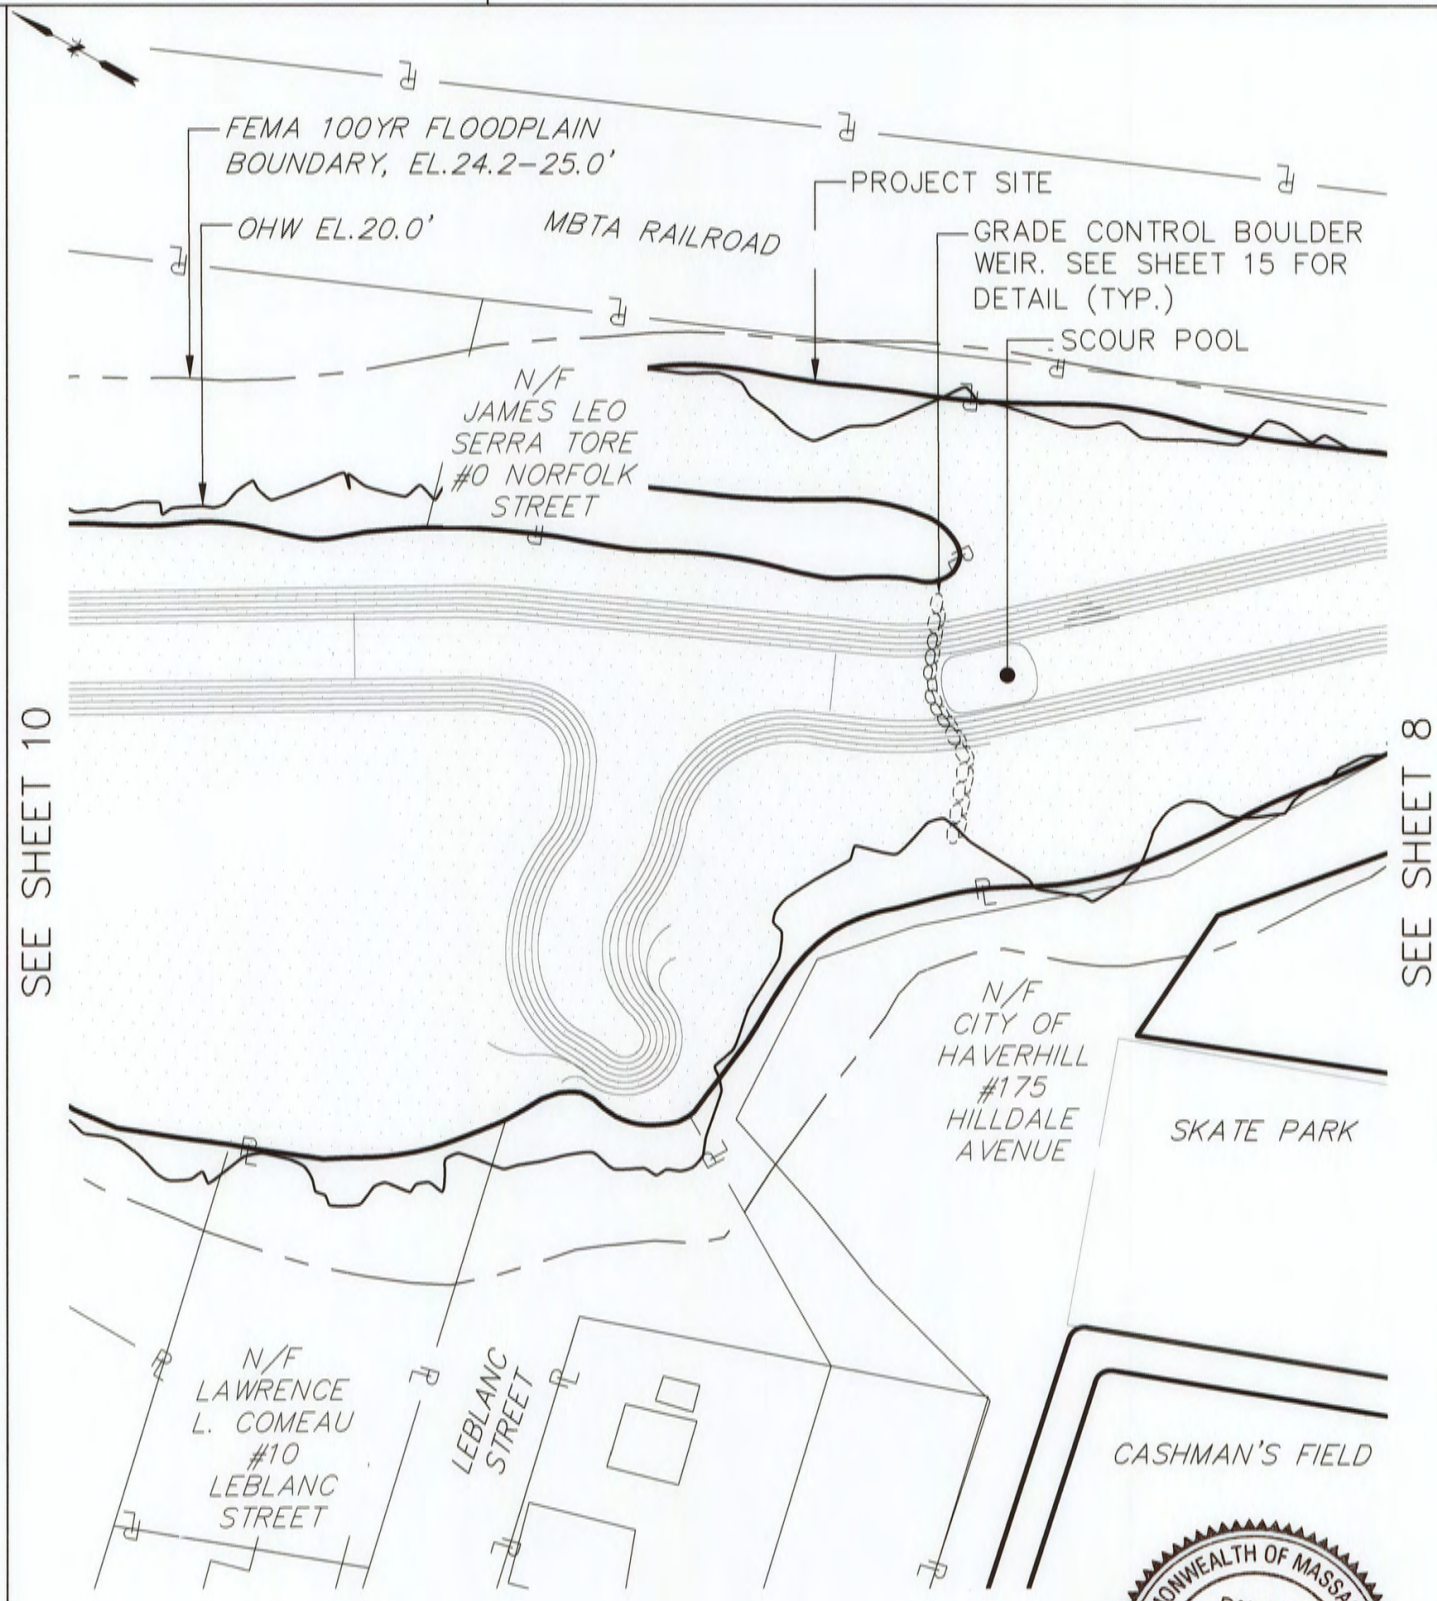 FEMA 100YR FLOODPLAIN
BOUNDARY, EL.24.2-25.0'
OHW EL.20.0'
MBTA RAILROAD
PROJECT SITE
GRADE CONTROL BOULDER
WEIR. SEE SHEET 15 FOR
DETAIL (TYP.)
SCOUR POOL
N/F
JAMES LEO
SERRA TORE
#0 NORFOLK
STREET
SEE SHEET 10
SEE SHEET 8
N/F
CITY OF
HAVERHILL
#175
HILLDALE
AVENUE
SKATE PARK
N/F
LAWRENCE
L. COMEAU
#10
LEBLANC
STREET
LEBLANC
STREET
CASHMAN'S FIELD
ONWEALTH OF MASSA